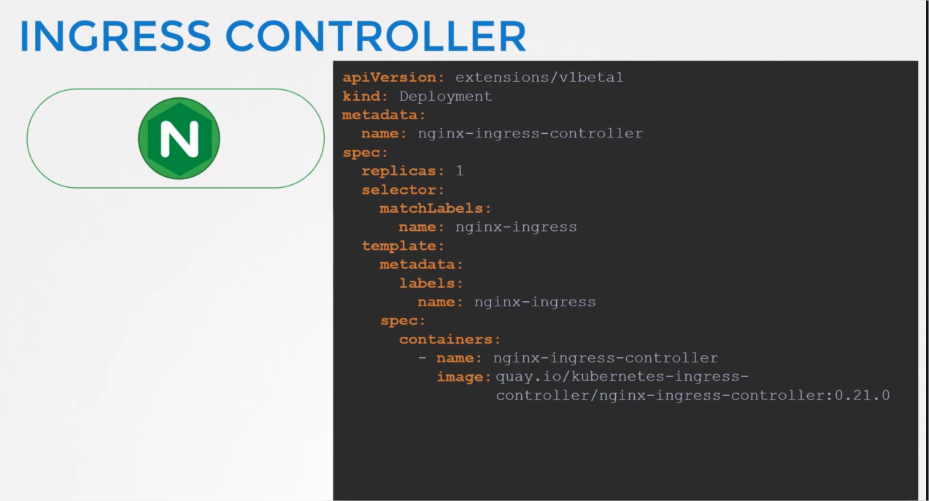 INGRESS CONTROLLER
N
apiVersion: extensions/v1beta1
kind: Deployment
metadata:
  name: nginx-ingress-controller
spec:
  replicas: 1
  selector:
    matchLabels:
      name: nginx-ingress
  template:
    metadata:
      labels:
        name: nginx-ingress
    spec:
      containers:
        - name: nginx-ingress-controller
          image: quay.io/kubernetes-ingress-
                 controller/nginx-ingress-controller:0.21.0